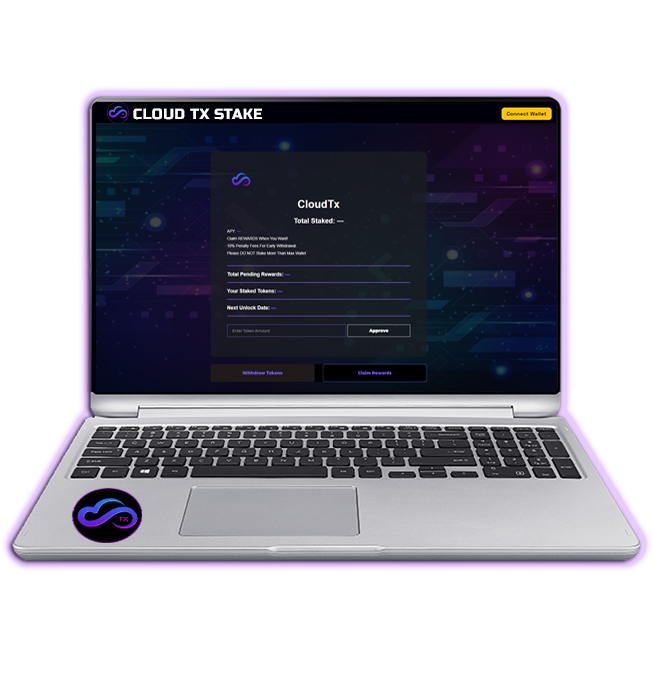 CLOUD TX STAKE
Connect Wallet
CloudTx
Total Staked: —
APY: —
Claim REWARDS When You Want!
10% Penalty Fees For Early Withdrawal.
Please DO NOT Stake More Than Max Wallet
Total Pending Rewards: —
Your Staked Tokens: —
Next Unlock Date: —
Enter Token Amount
Approve
Withdraw Tokens
Claim Rewards
TX